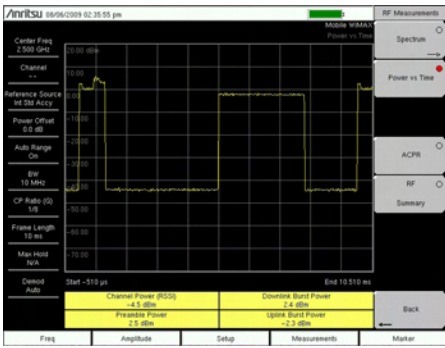 Anritsu 08/06/2009 02:35:55 pm
RF Measurements
Mobile WiMAX
Power vs Time
Center Freq
2.500 GHz
Channel
--
Reference Source
Int Std Accy
Power Offset
0.0 dB
Auto Range
On
BW
10 MHz
CP Ratio (G)
1/8
Frame Length
10 ms
Max Hold
N/A
Demod
Auto
20.00 dBm
10.00
0.00
-10.00
-20.00
-30.00
-50.00
-60.00
-70.00
Start -510 µs
End 10.510 ms
Channel Power (RSSI)
-4.5 dBm
Downlink Burst Power
2.4 dBm
Preamble Power
2.5 dBm
Uplink Burst Power
-2.3 dBm
Spectrum
Power vs Time
ACPR
RF
Summary
Back
Freq
Amplitude
Setup
Measurements
Marker